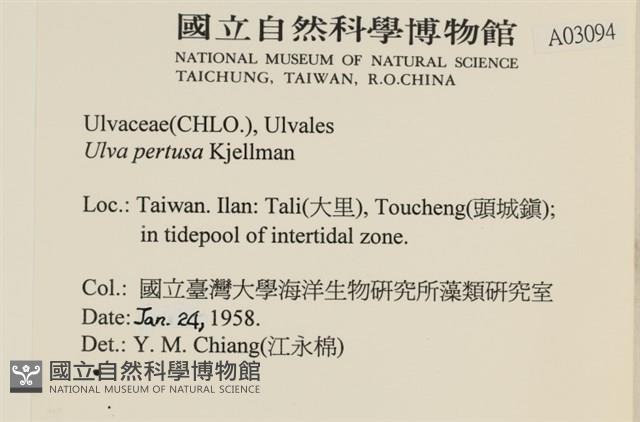 國立自然科學博物館
A03094
NATIONAL MUSEUM OF NATURAL SCIENCE
TAICHUNG, TAIWAN, R.O.CHINA
Ulvaceae(CHLO.), Ulvales
Ulva pertusa Kjellman
Loc.: Taiwan. Ilan: Tali(大里), Toucheng(頭城鎭);
in tidepool of intertidal zone.
Col.: 國立臺灣大學海洋生物硏究所藻類硏究室
Date: Jan. 24, 1958.
Det.: Y. M. Chiang(江永棉)
國立自然科學博物館
NATIONAL MUSEUM OF NATURAL SCIENCE